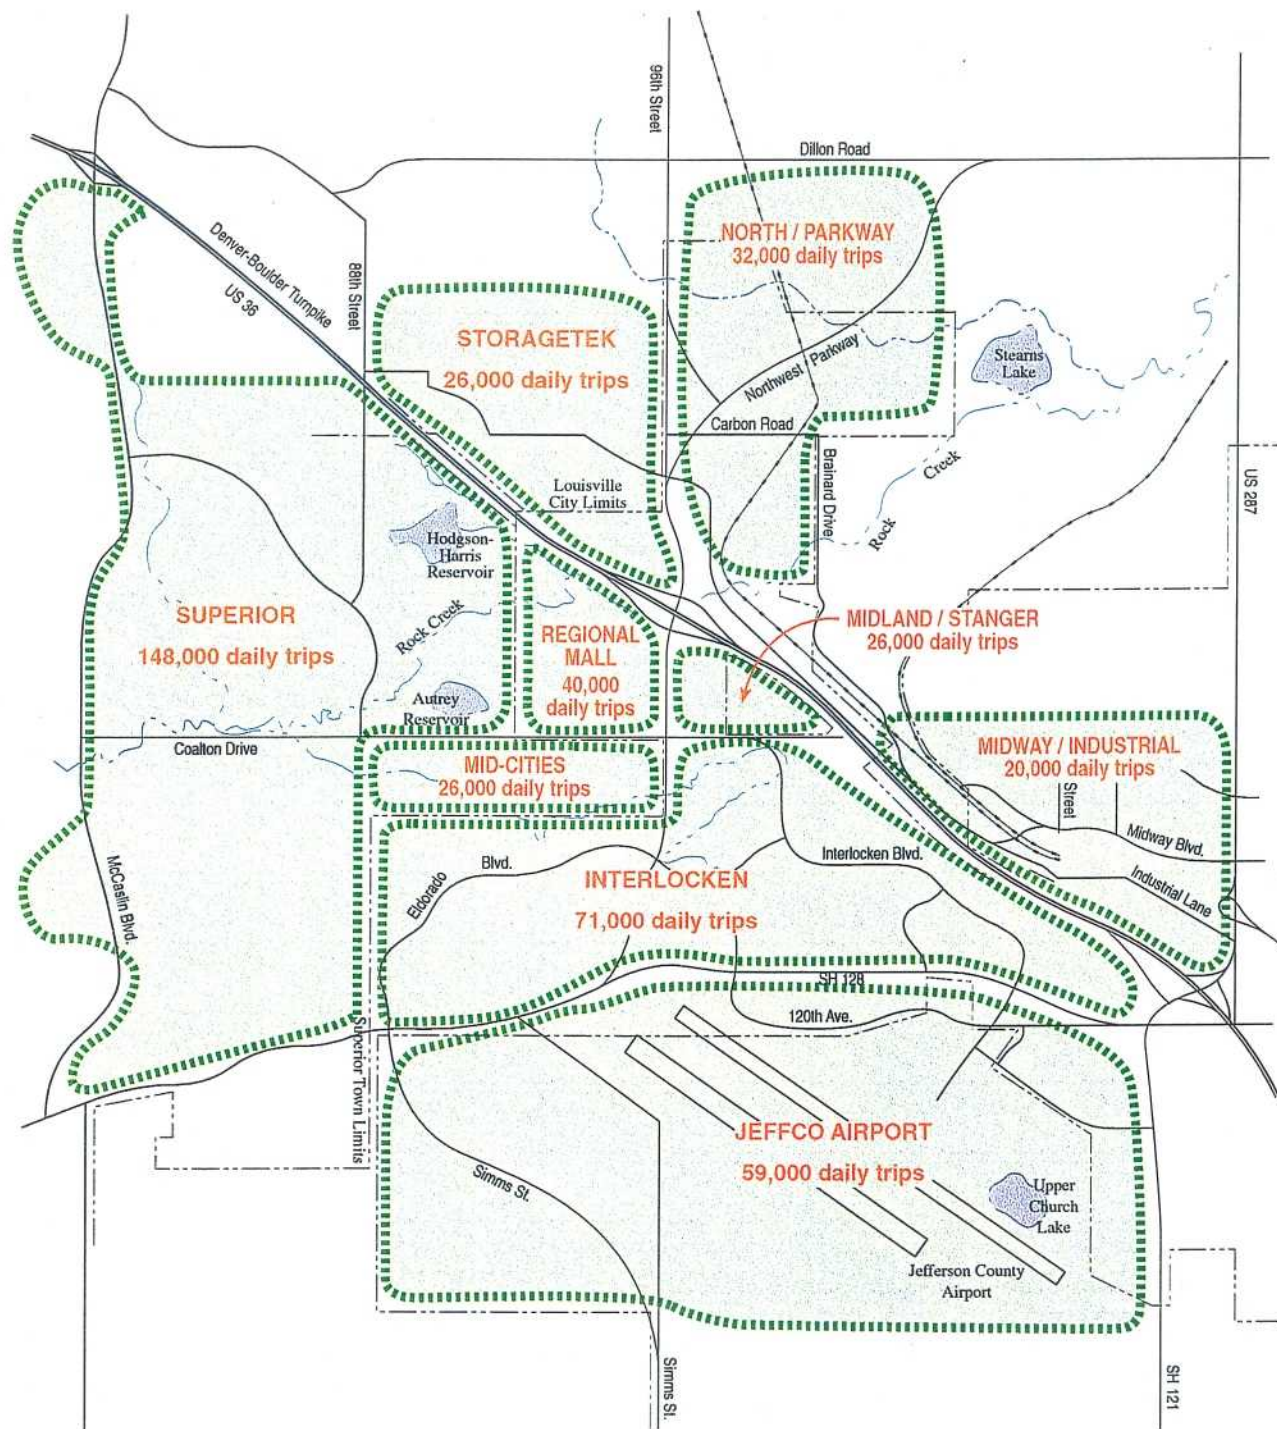 96th Street
Dillon Road
NORTH / PARKWAY
32,000 daily trips
Denver-Boulder Turnpike
US 36
88th Street
STORAGETEK
26,000 daily trips
Northwest Parkway
Stearns
Lake
Carbon Road
Brainard Drive
Creek
Rock
US 287
Louisville
City Limits
Hodgson-
Harris
Reservoir
Rock Creek
SUPERIOR
148,000 daily trips
REGIONAL
MALL
40,000
daily trips
MIDLAND / STANGER
26,000 daily trips
Autrey
Reservoir
Coalton Drive
MID-CITIES
26,000 daily trips
MIDWAY / INDUSTRIAL
20,000 daily trips
Street
Midway Blvd.
Industrial Lane
McCaslin Blvd.
Eldorado
Blvd.
Interlocken Blvd.
INTERLOCKEN
71,000 daily trips
SH 128
120th Ave.
Superior Town Limits
JEFFCO AIRPORT
59,000 daily trips
Simms St.
Upper
Church
Lake
Jefferson County
Airport
Simms St.
SH 121